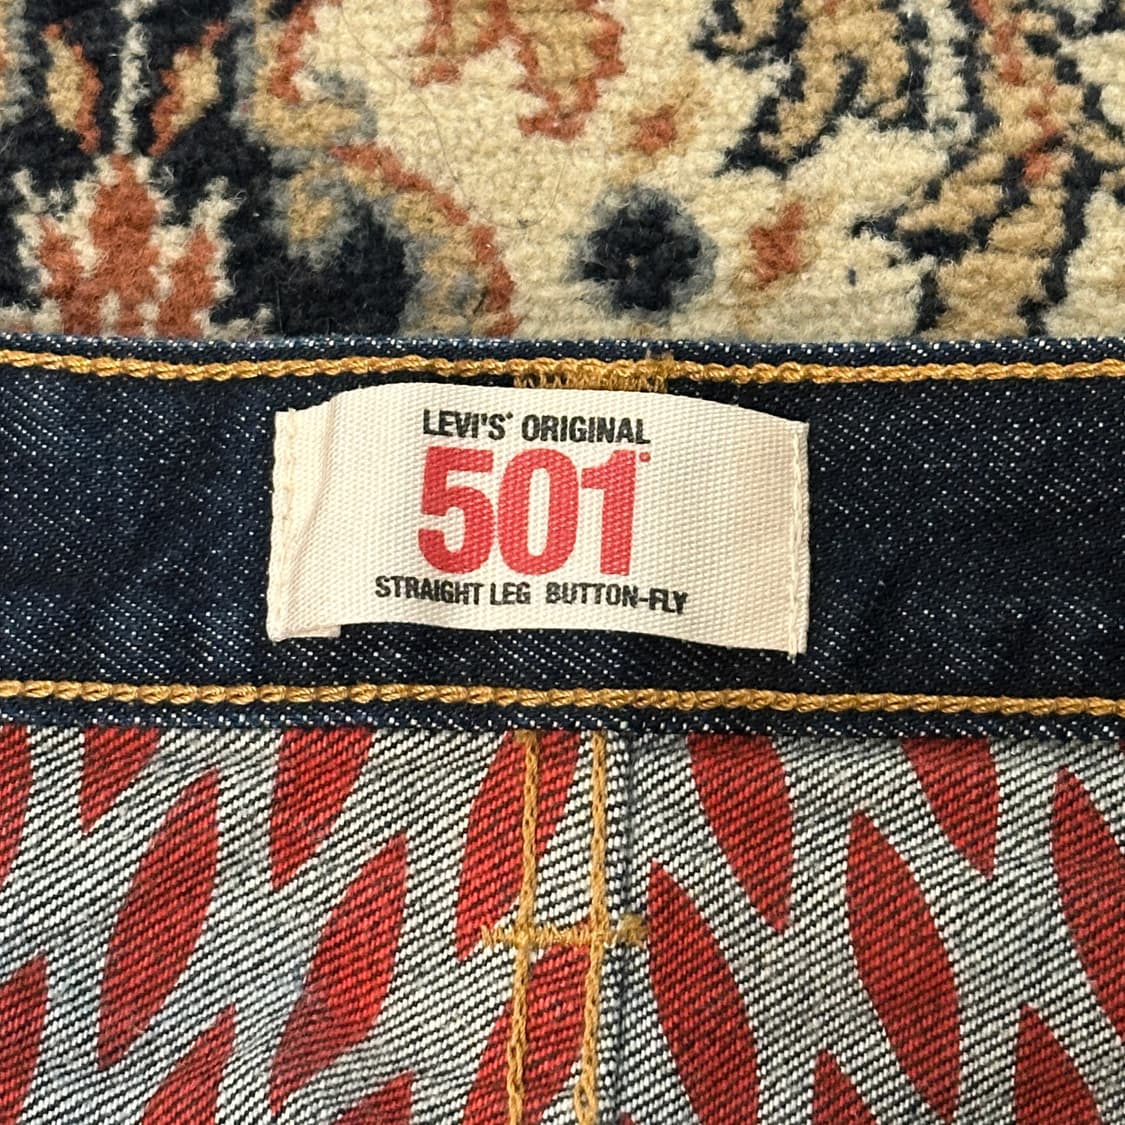 LEVI'S® ORIGINAL
501®
STRAIGHT LEG BUTTON-FLY